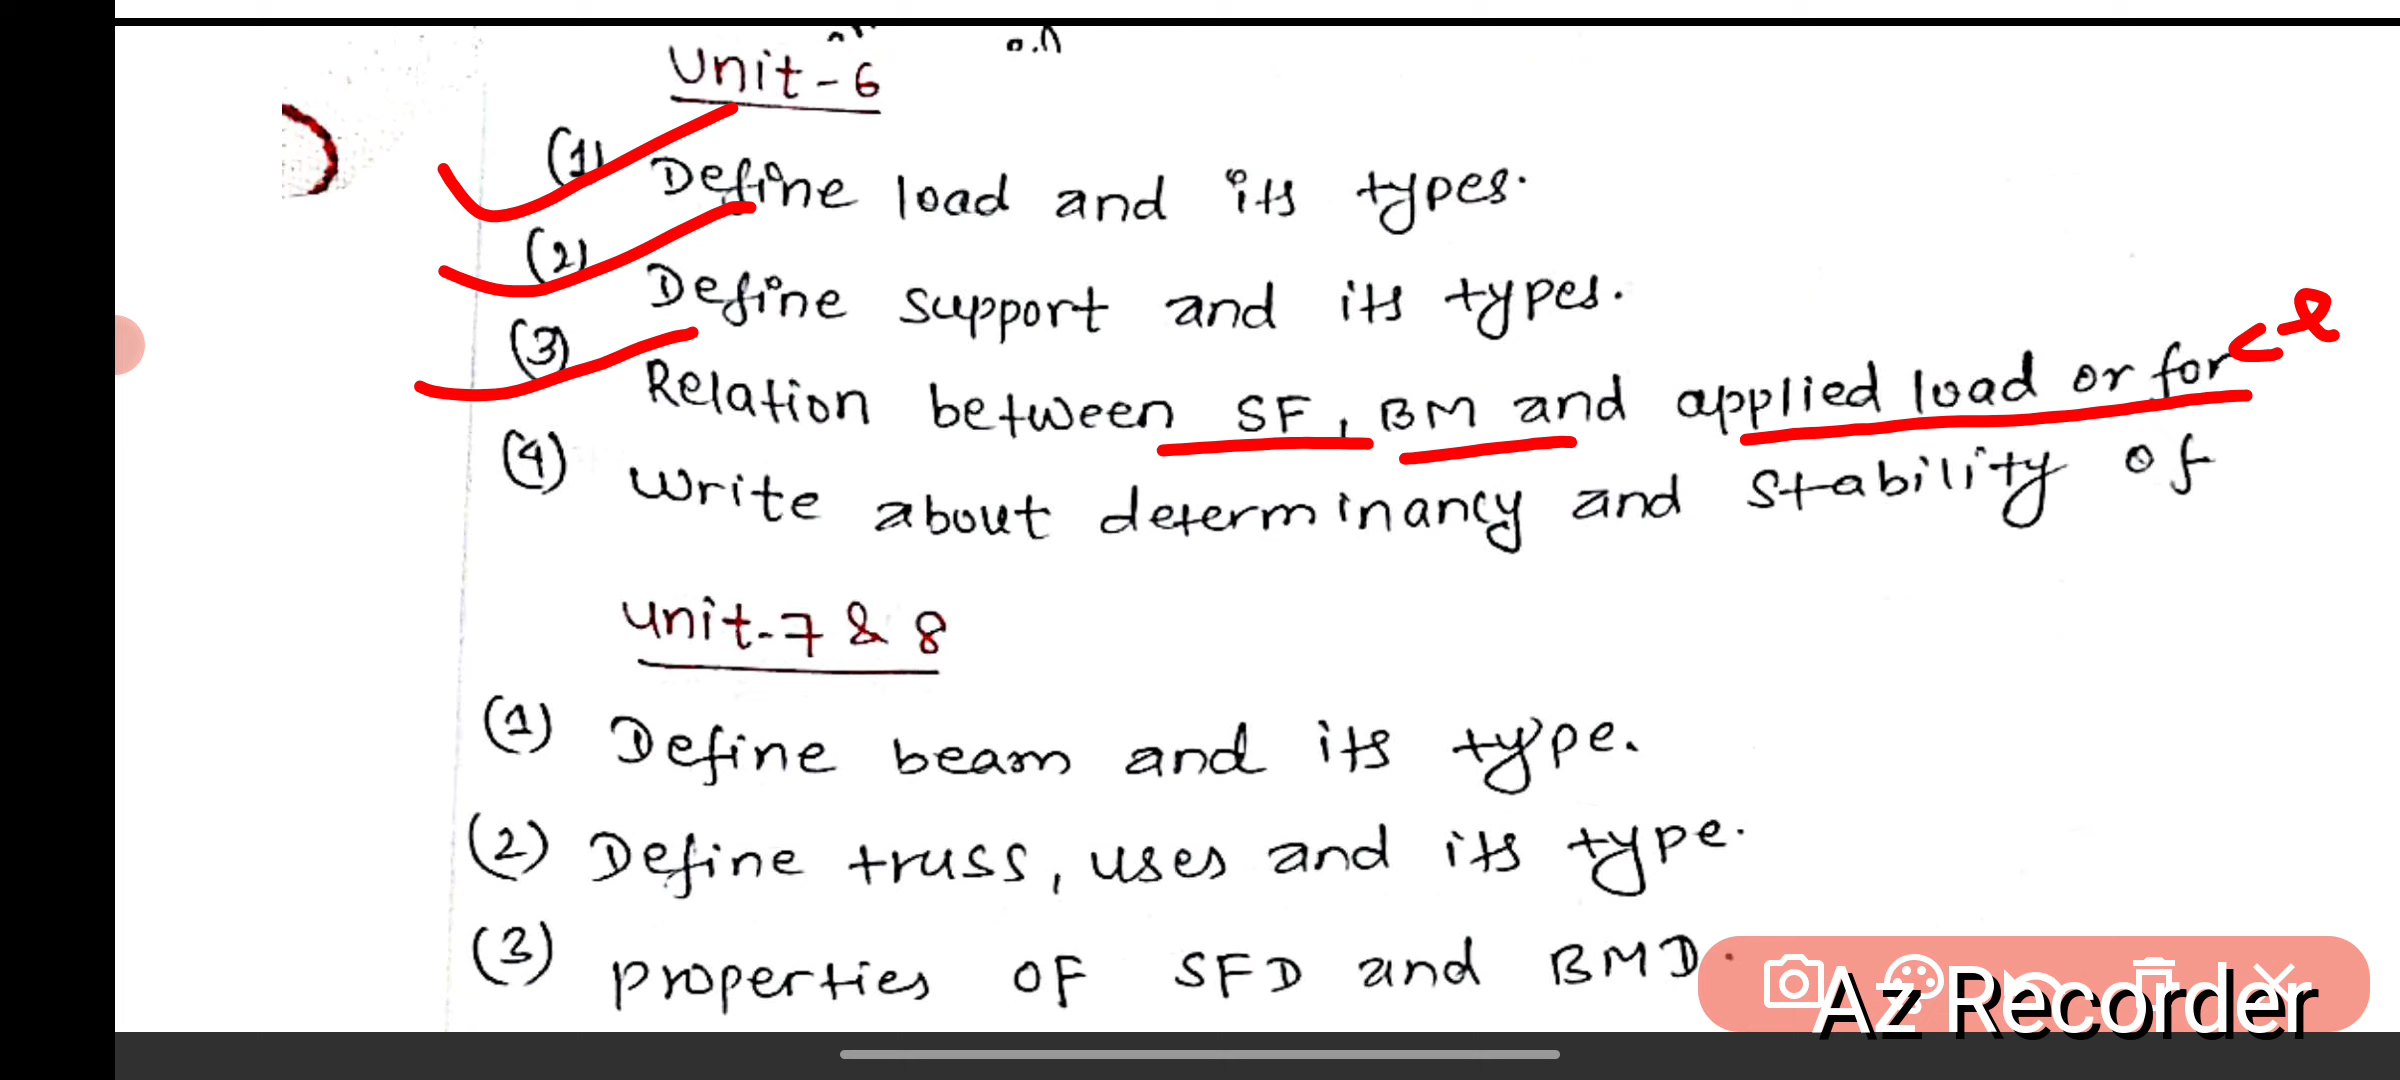 Unit-6
(1) Define load and its types.
(2) Define support and its types.
(3) Relation between SF, BM and applied load or force
(4) Write about determinancy and stability of
Unit-7 & 8
(1) Define beam and its type.
(2) Define truss, uses and its type.
(3) properties OF SFD and BMD.
Az Recorder